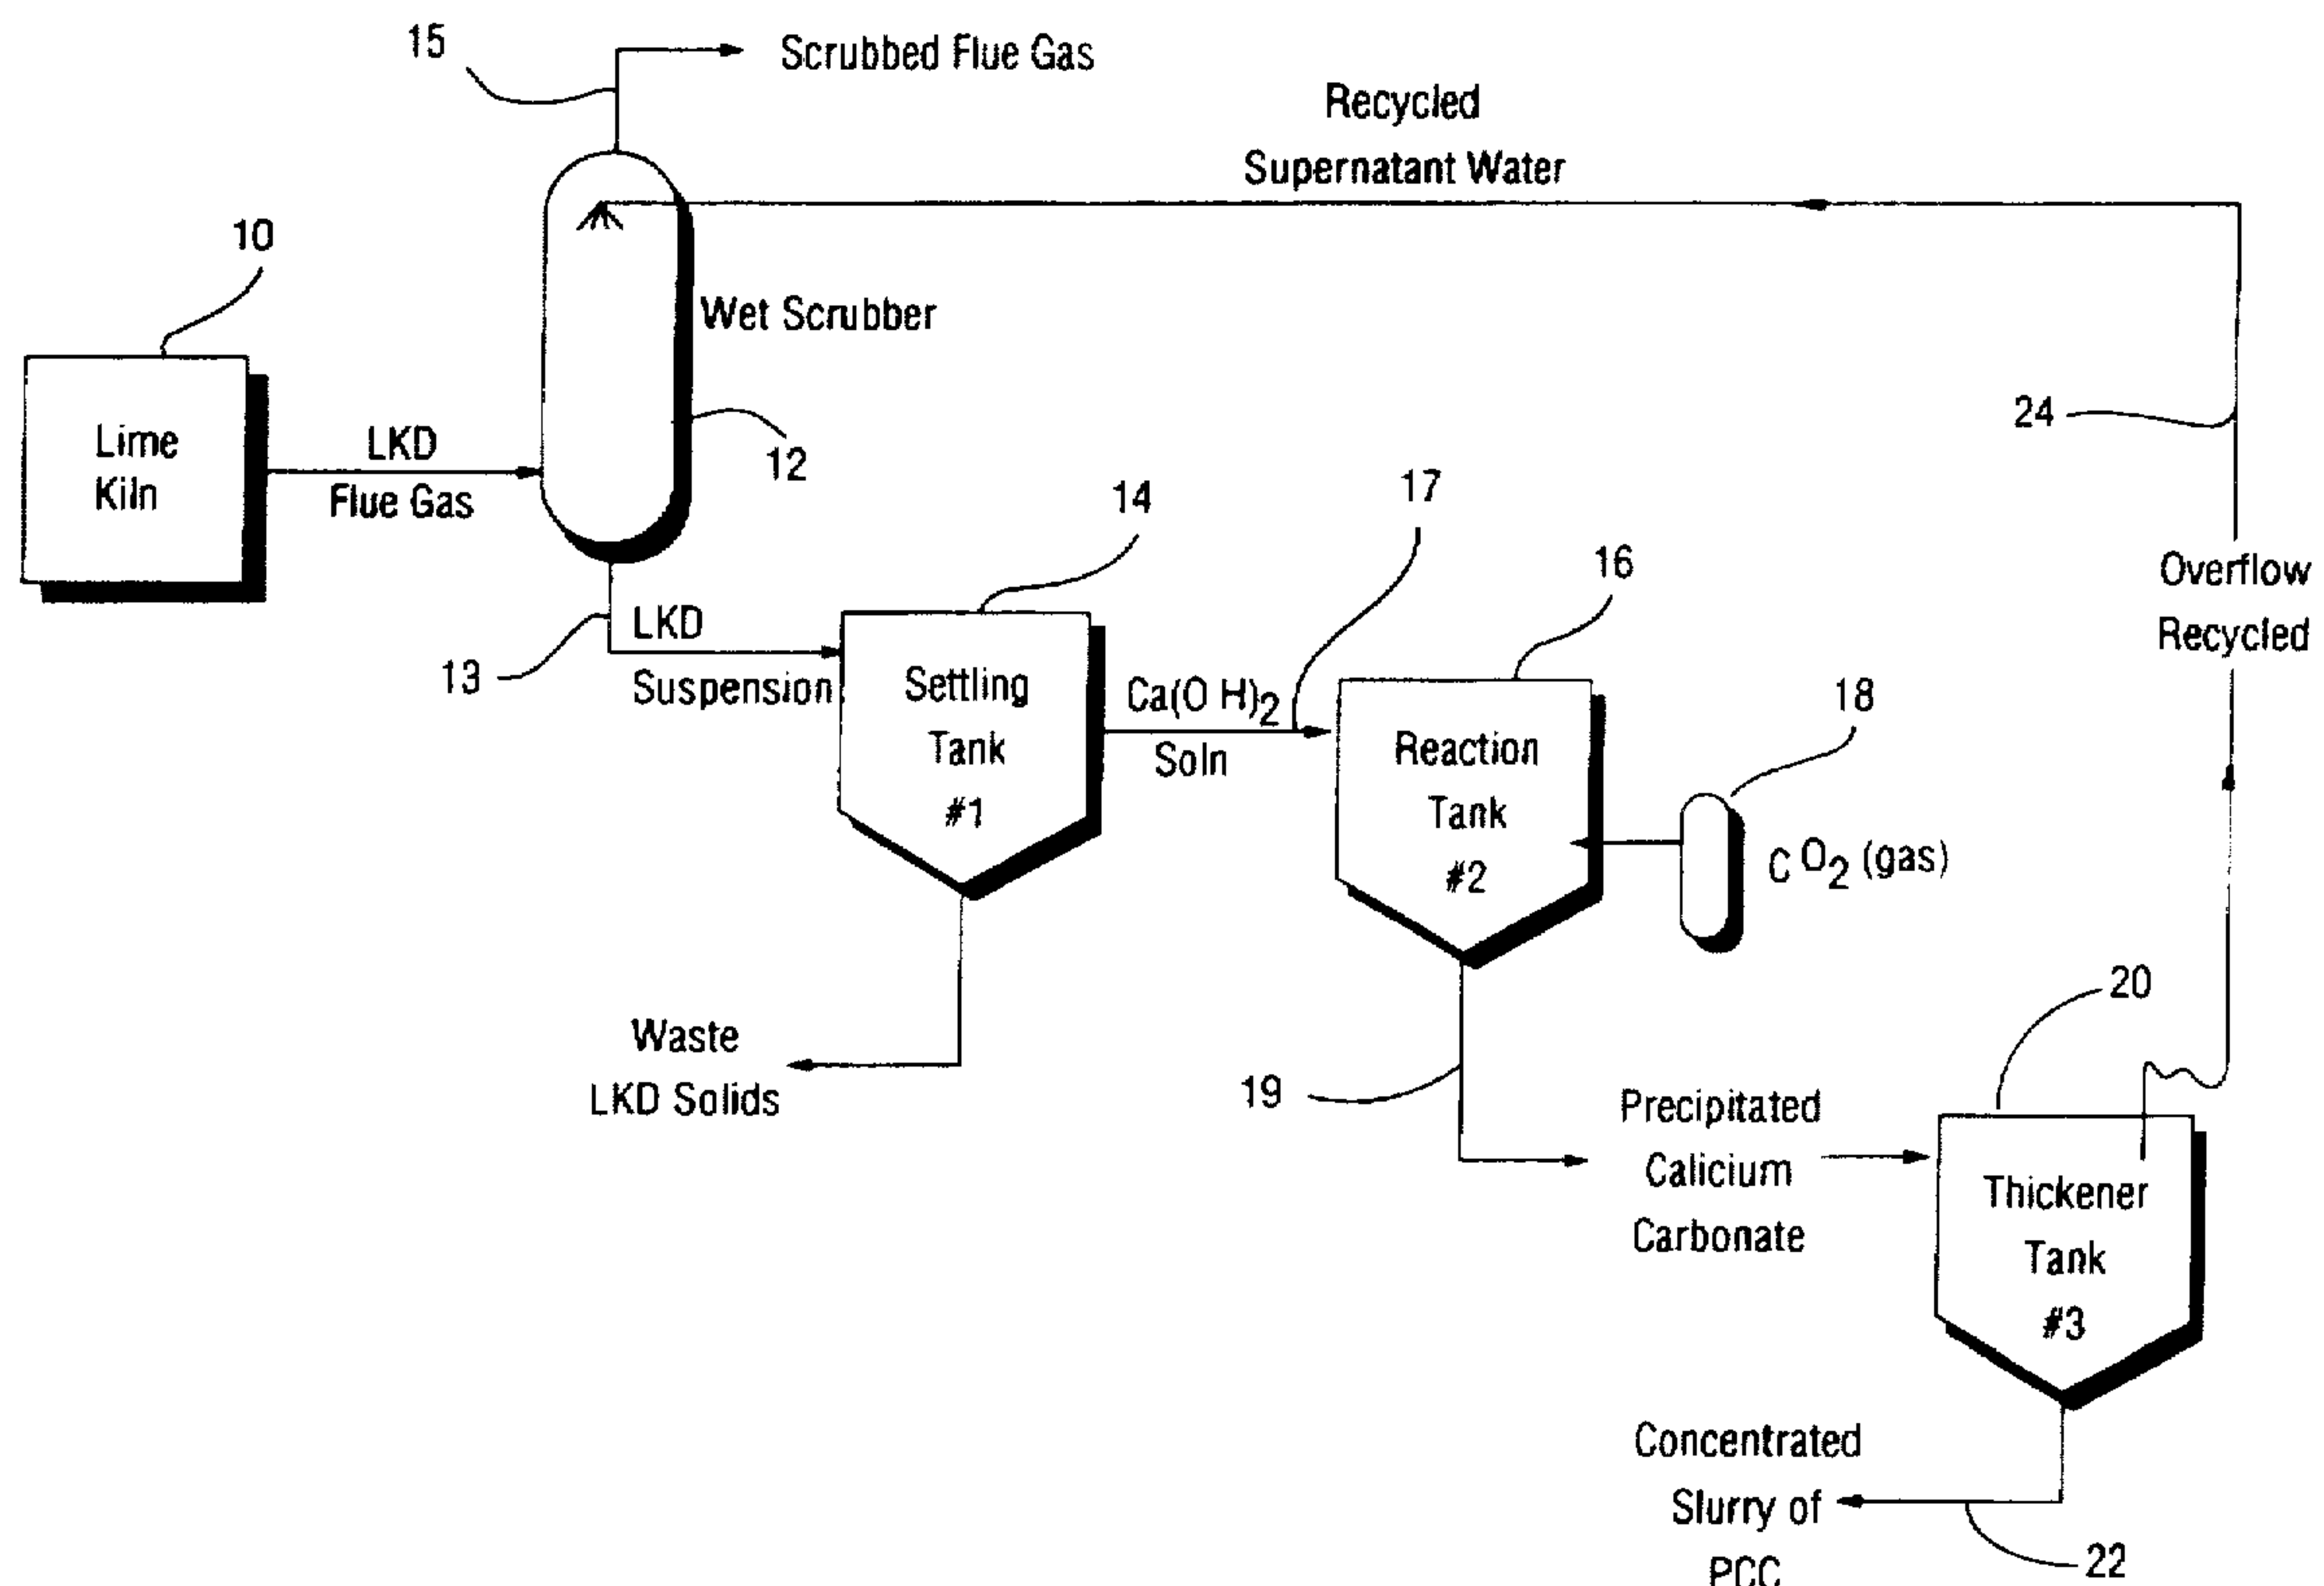 15
Scrubbed Flue Gas
Recycled
Supernatant Water
10
Wet Scrubber
Lime
Kiln
LKD
Flue Gas
12
24
14
17
16
Overflow
Recycled
13
LKD
Suspension
Settling
Tank
#1
Ca(O H)2
Soln
Reaction
Tank
#2
18
C O2 (gas)
20
Waste
LKD Solids
19
Precipitated
Calicium
Carbonate
Thickener
Tank
#3
Concentrated
Slurry of
PCC
22